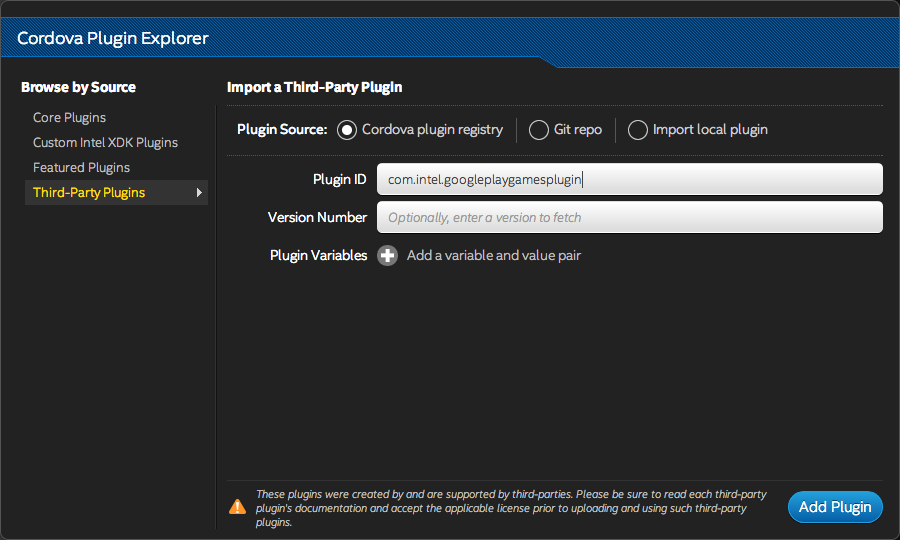 Cordova Plugin Explorer
Browse by Source
Core Plugins
Custom Intel XDK Plugins
Featured Plugins
Third-Party Plugins
Import a Third-Party Plugin
Plugin Source: Cordova plugin registry Git repo Import local plugin
Plugin ID com.intel.googleplaygamesplugin
Version Number Optionally, enter a version to fetch
Plugin Variables Add a variable and value pair
These plugins were created by and are supported by third-parties. Please be sure to read each third-party
plugin's documentation and accept the applicable license prior to uploading and using such third-party
plugins.
Add Plugin